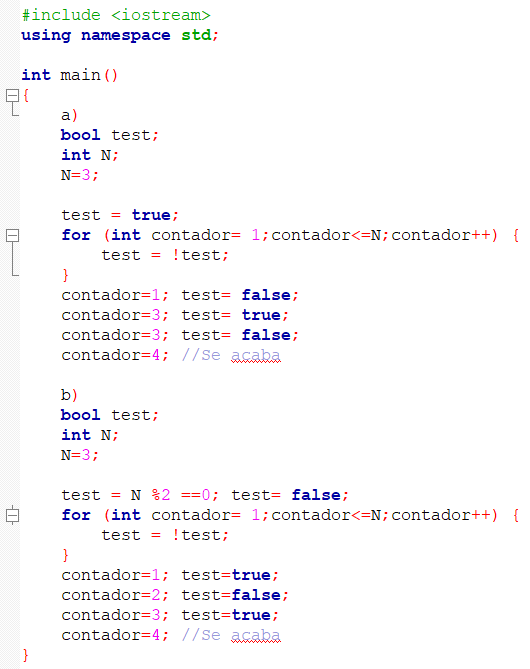 #include <iostream>
using namespace std;
int main()
{
a)
bool test;
int N;
N=3;
test = true;
for (int contador= 1;contador<=N;contador++) {
test = !test;
}
contador=1; test= false;
contador=3; test= true;
contador=3; test= false;
contador=4; //Se acaba
b)
bool test;
int N;
N=3;
test = N %2 ==0; test= false;
for (int contador= 1;contador<=N;contador++) {
test = !test;
}
contador=1; test=true;
contador=2; test=false;
contador=3; test=true;
contador=4; //Se acaba
}